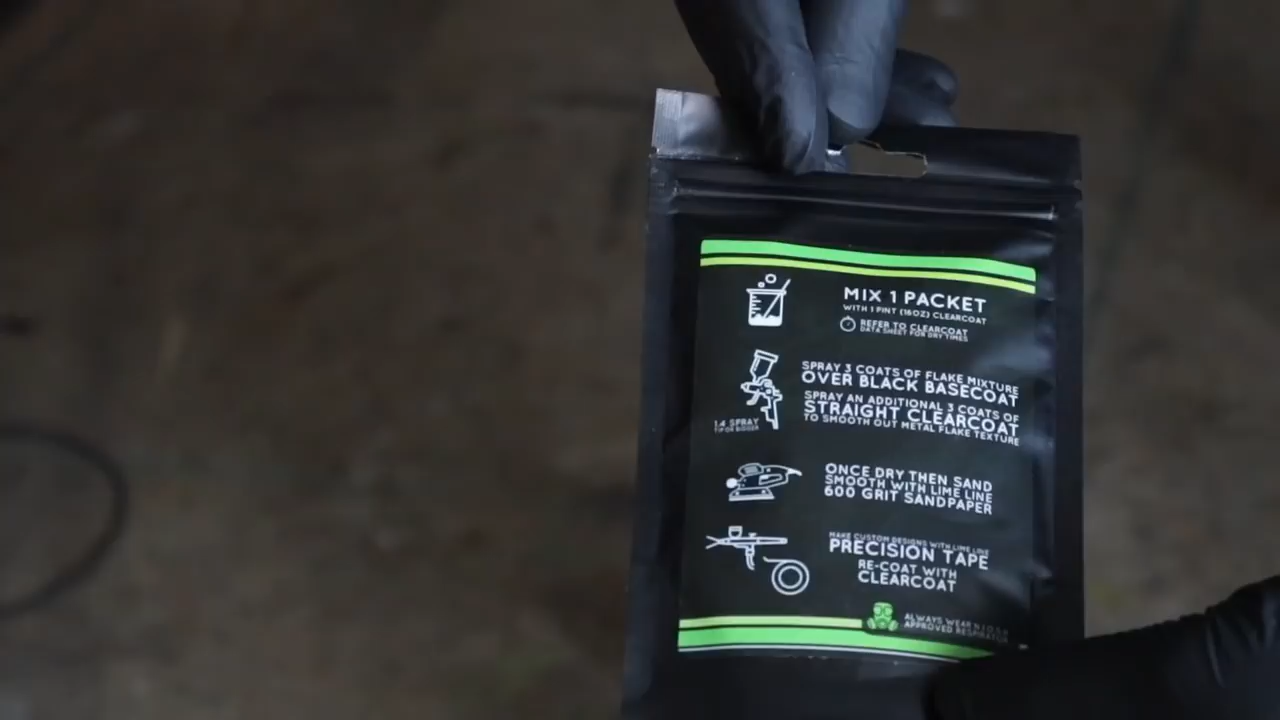 MIX 1 PACKET
WITH 1 PINT (16OZ) CLEARCOAT
REFER TO CLEARCOAT
DATA SHEET FOR DRY TIMES
SPRAY 3 COATS OF FLAKE MIXTURE
OVER BLACK BASECOAT
SPRAY AN ADDITIONAL 3 COATS OF
STRAIGHT CLEARCOAT
TO SMOOTH OUT METAL FLAKE TEXTURE
1.4 SPRAY
TIP OR BIGGER
ONCE DRY THEN SAND
SMOOTH WITH LIME LINE
600 GRIT SANDPAPER
MAKE CUSTOM DESIGNS WITH LIME LINE
PRECISION TAPE
RE-COAT WITH
CLEARCOAT
ALWAYS WEAR N.I.O.S.H
APPROVED RESPIRATOR